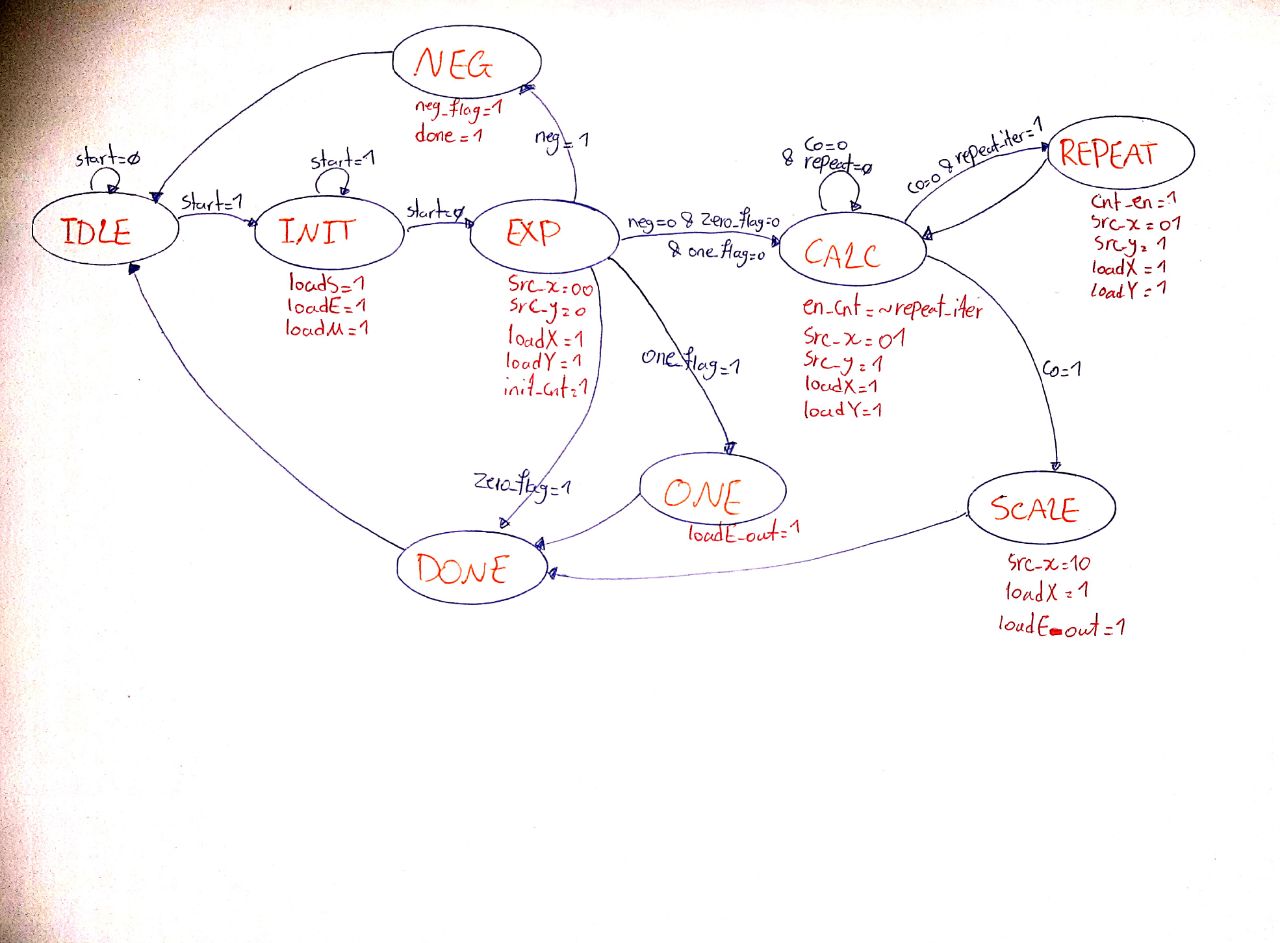 NEG
neg_flag=1
done=1
neg=1
start=ø
start=1
Start=1
start=ø
IDLE
INIT
loadS=1
loadE=1
loadM=1
EXP
Src_x=00
Src_y=0
loadX=1
loadY=1
init_cnt=1
neg=0 & Zero_flag=0
& one_flag=0
Co=0
& repeat=ø
CALC
en_cnt=~repeat_iter
Src_x=01
Src_y=1
loadX=1
loadY=1
Co=0 & repeat_iter=1
REPEAT
Cnt_en=1
Src_x=01
Src_y=1
loadX=1
loadY=1
Co=1
one_flag=1
Zero_flag=1
ONE
loadE_out=1
DONE
SCALE
Src_x=10
loadX=1
loadE_out=1